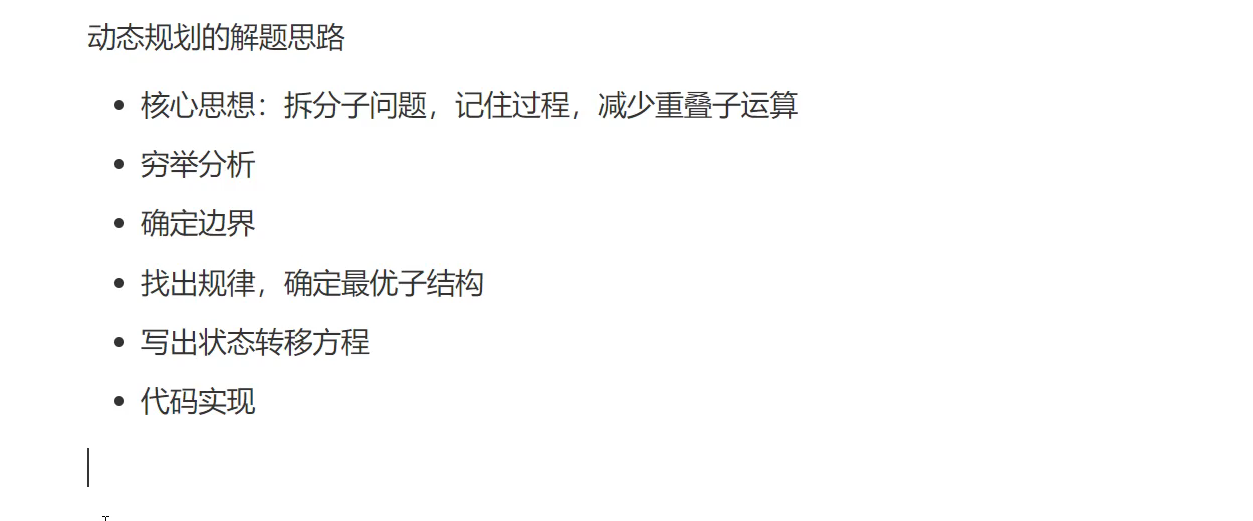 动态规划的解题思路
核心思想：拆分子问题，记住过程，减少重叠子运算
穷举分析
确定边界
找出规律，确定最优子结构
写出状态转移方程
代码实现